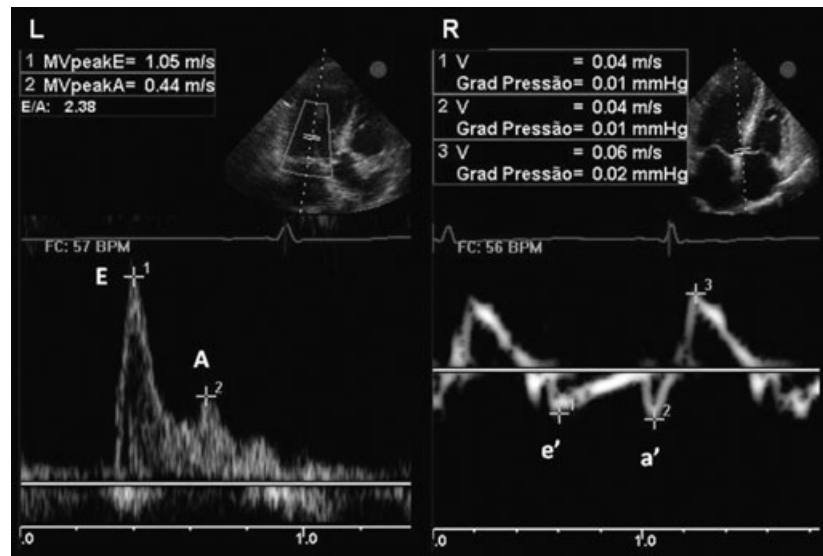 L
1 MVpeakE= 1.05 m/s
2 MVpeakA= 0.44 m/s
E/A: 2.38
FC: 57 BPM
E
1
A
2
.0
1.0
R
1 V = 0.04 m/s
Grad Pressão= 0.01 mmHg
2 V = 0.04 m/s
Grad Pressão= 0.01 mmHg
3 V = 0.06 m/s
Grad Pressão= 0.02 mmHg
FC: 56 BPM
3
1
2
e’
a’
.0
1.0